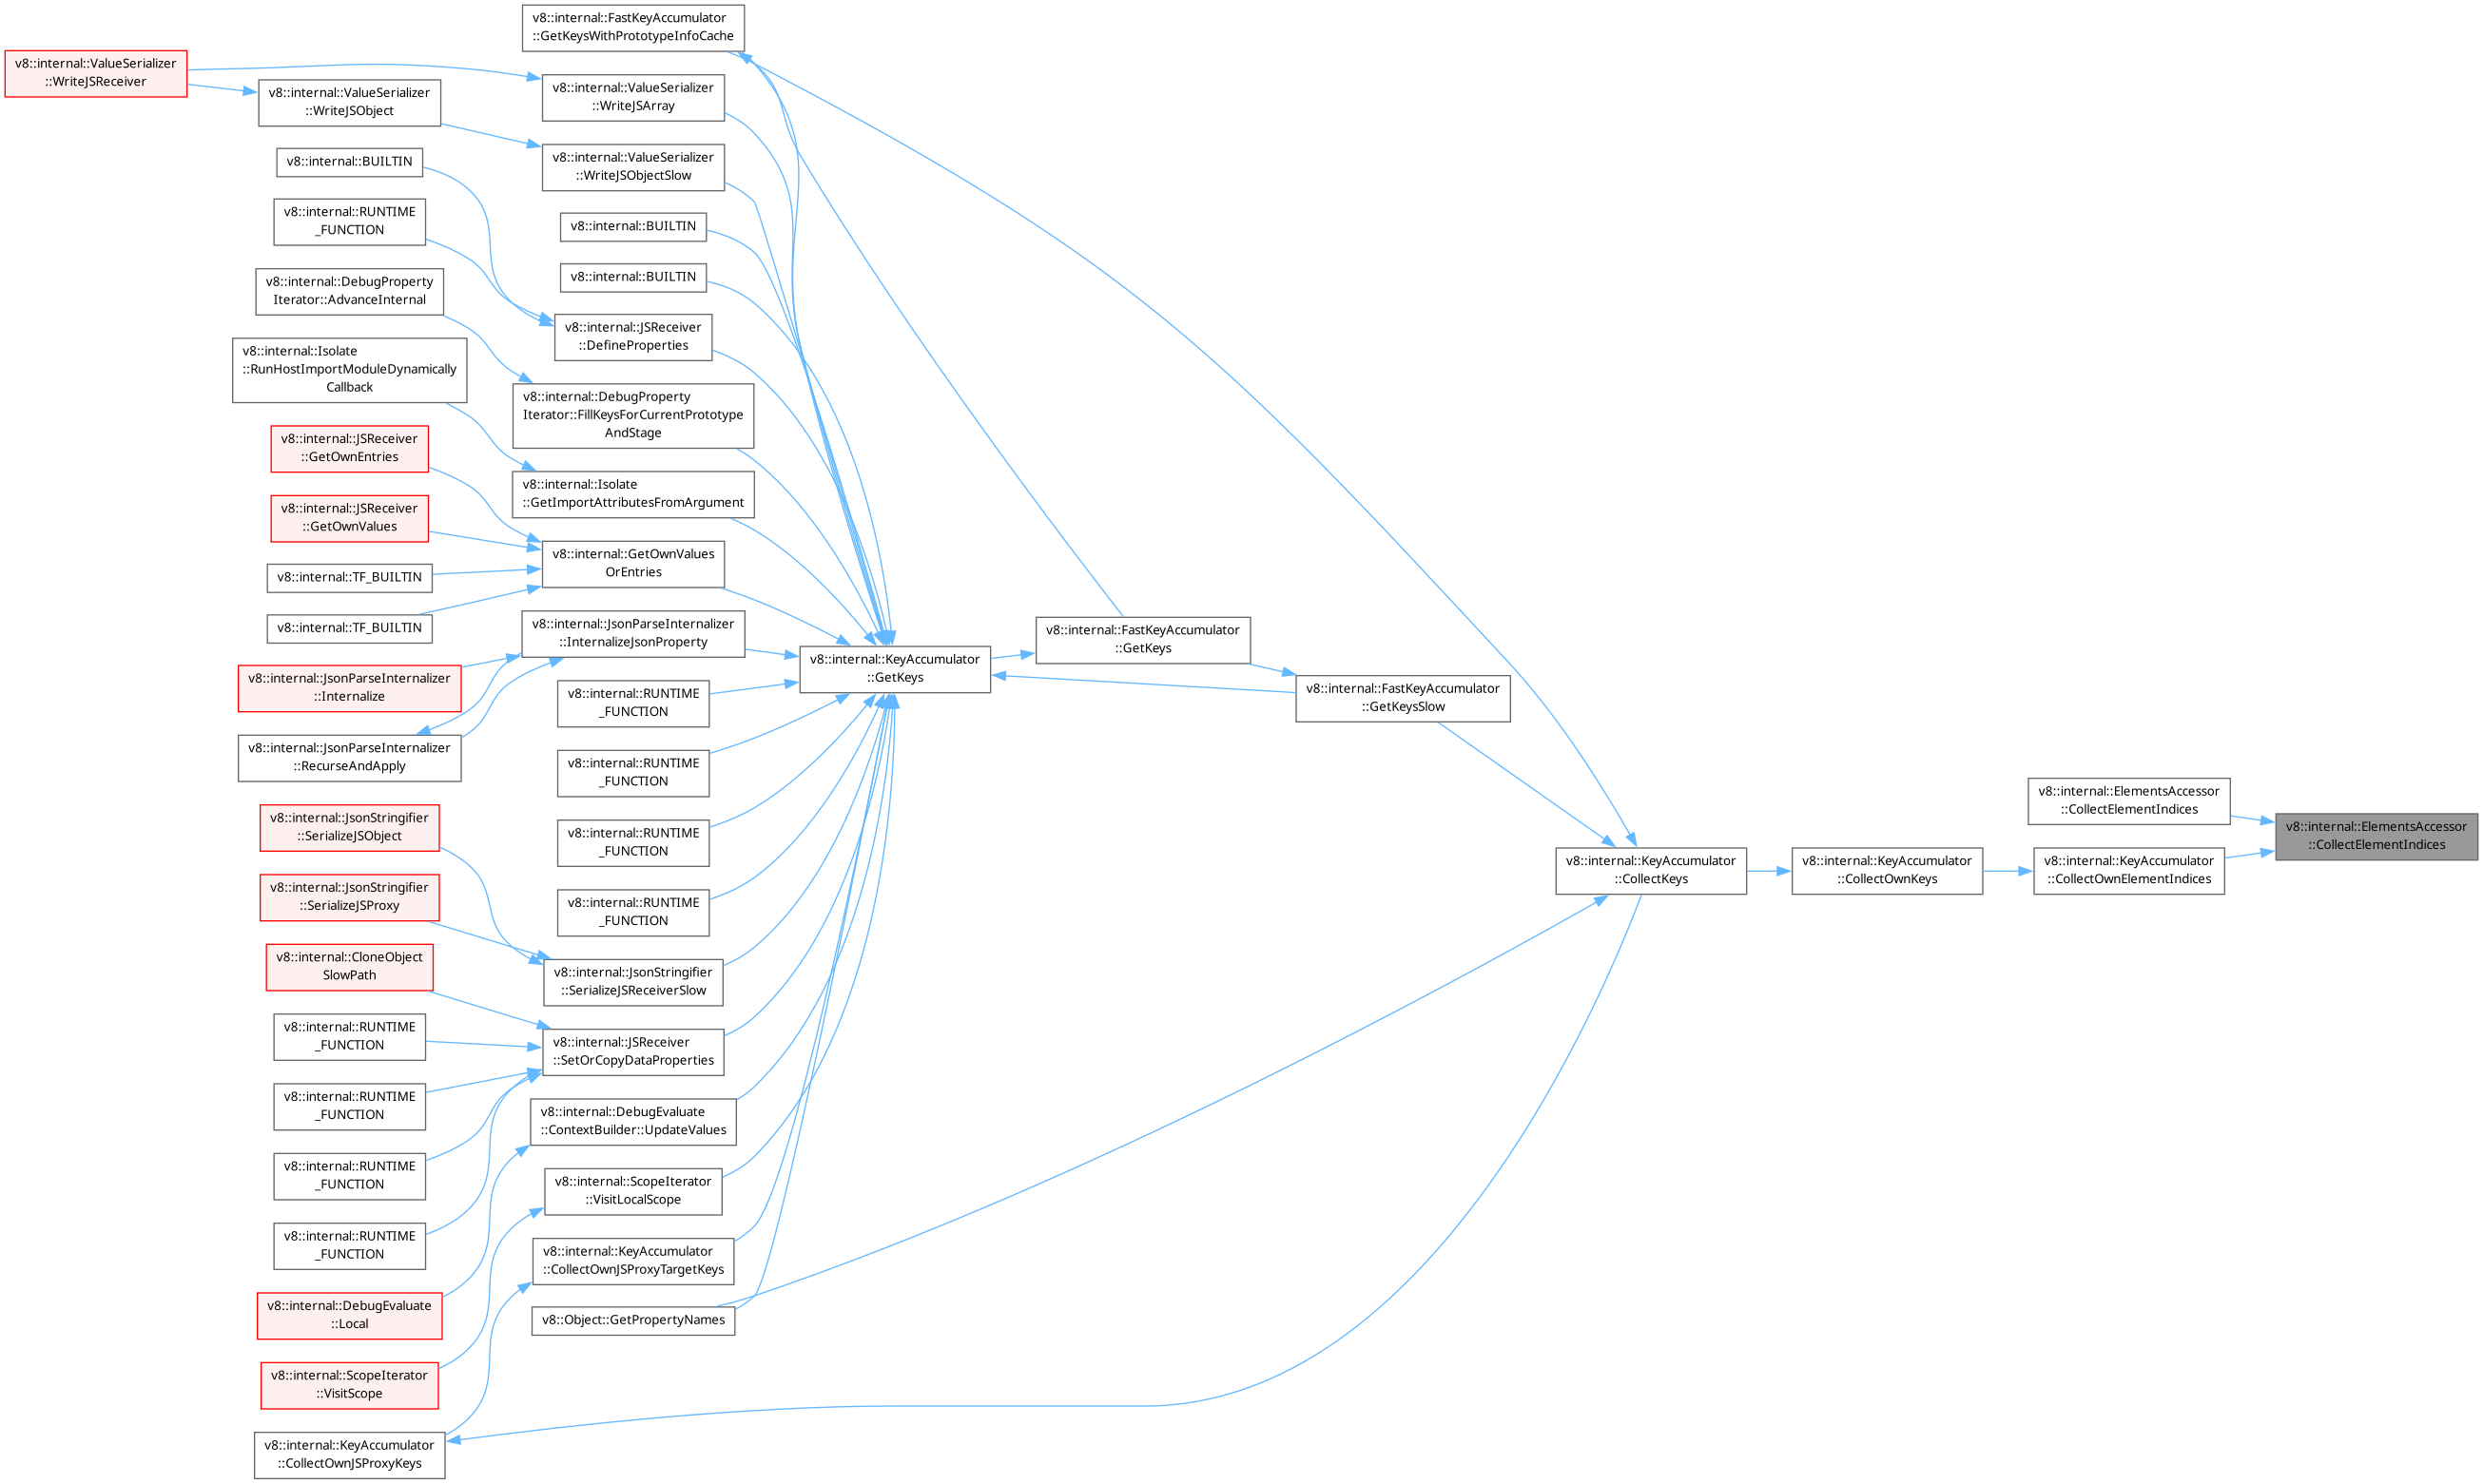 v8::internal::FastKeyAccumulator
::GetKeysWithPrototypeInfoCache
v8::internal::ValueSerializer
::WriteJSReceiver
v8::internal::ValueSerializer
::WriteJSObject
v8::internal::ValueSerializer
::WriteJSArray
v8::internal::BUILTIN
v8::internal::ValueSerializer
::WriteJSObjectSlow
v8::internal::RUNTIME
_FUNCTION
v8::internal::BUILTIN
v8::internal::DebugProperty
Iterator::AdvanceInternal
v8::internal::BUILTIN
v8::internal::JSReceiver
::DefineProperties
v8::internal::Isolate
::RunHostImportModuleDynamically
Callback
v8::internal::DebugProperty
Iterator::FillKeysForCurrentPrototype
AndStage
v8::internal::JSReceiver
::GetOwnEntries
v8::internal::Isolate
::GetImportAttributesFromArgument
v8::internal::JSReceiver
::GetOwnValues
v8::internal::GetOwnValues
OrEntries
v8::internal::TF_BUILTIN
v8::internal::TF_BUILTIN
v8::internal::JsonParseInternalizer
::InternalizeJsonProperty
v8::internal::FastKeyAccumulator
::GetKeys
v8::internal::KeyAccumulator
::GetKeys
v8::internal::JsonParseInternalizer
::Internalize
v8::internal::RUNTIME
_FUNCTION
v8::internal::FastKeyAccumulator
::GetKeysSlow
v8::internal::JsonParseInternalizer
::RecurseAndApply
v8::internal::RUNTIME
_FUNCTION
v8::internal::ElementsAccessor
::CollectElementIndices
v8::internal::ElementsAccessor
::CollectElementIndices
v8::internal::JsonStringifier
::SerializeJSObject
v8::internal::RUNTIME
_FUNCTION
v8::internal::KeyAccumulator
::CollectKeys
v8::internal::KeyAccumulator
::CollectOwnKeys
v8::internal::KeyAccumulator
::CollectOwnElementIndices
v8::internal::JsonStringifier
::SerializeJSProxy
v8::internal::RUNTIME
_FUNCTION
v8::internal::CloneObject
SlowPath
v8::internal::JsonStringifier
::SerializeJSReceiverSlow
v8::internal::RUNTIME
_FUNCTION
v8::internal::JSReceiver
::SetOrCopyDataProperties
v8::internal::RUNTIME
_FUNCTION
v8::internal::DebugEvaluate
::ContextBuilder::UpdateValues
v8::internal::RUNTIME
_FUNCTION
v8::internal::ScopeIterator
::VisitLocalScope
v8::internal::RUNTIME
_FUNCTION
v8::internal::KeyAccumulator
::CollectOwnJSProxyTargetKeys
v8::internal::DebugEvaluate
::Local
v8::Object::GetPropertyNames
v8::internal::ScopeIterator
::VisitScope
v8::internal::KeyAccumulator
::CollectOwnJSProxyKeys